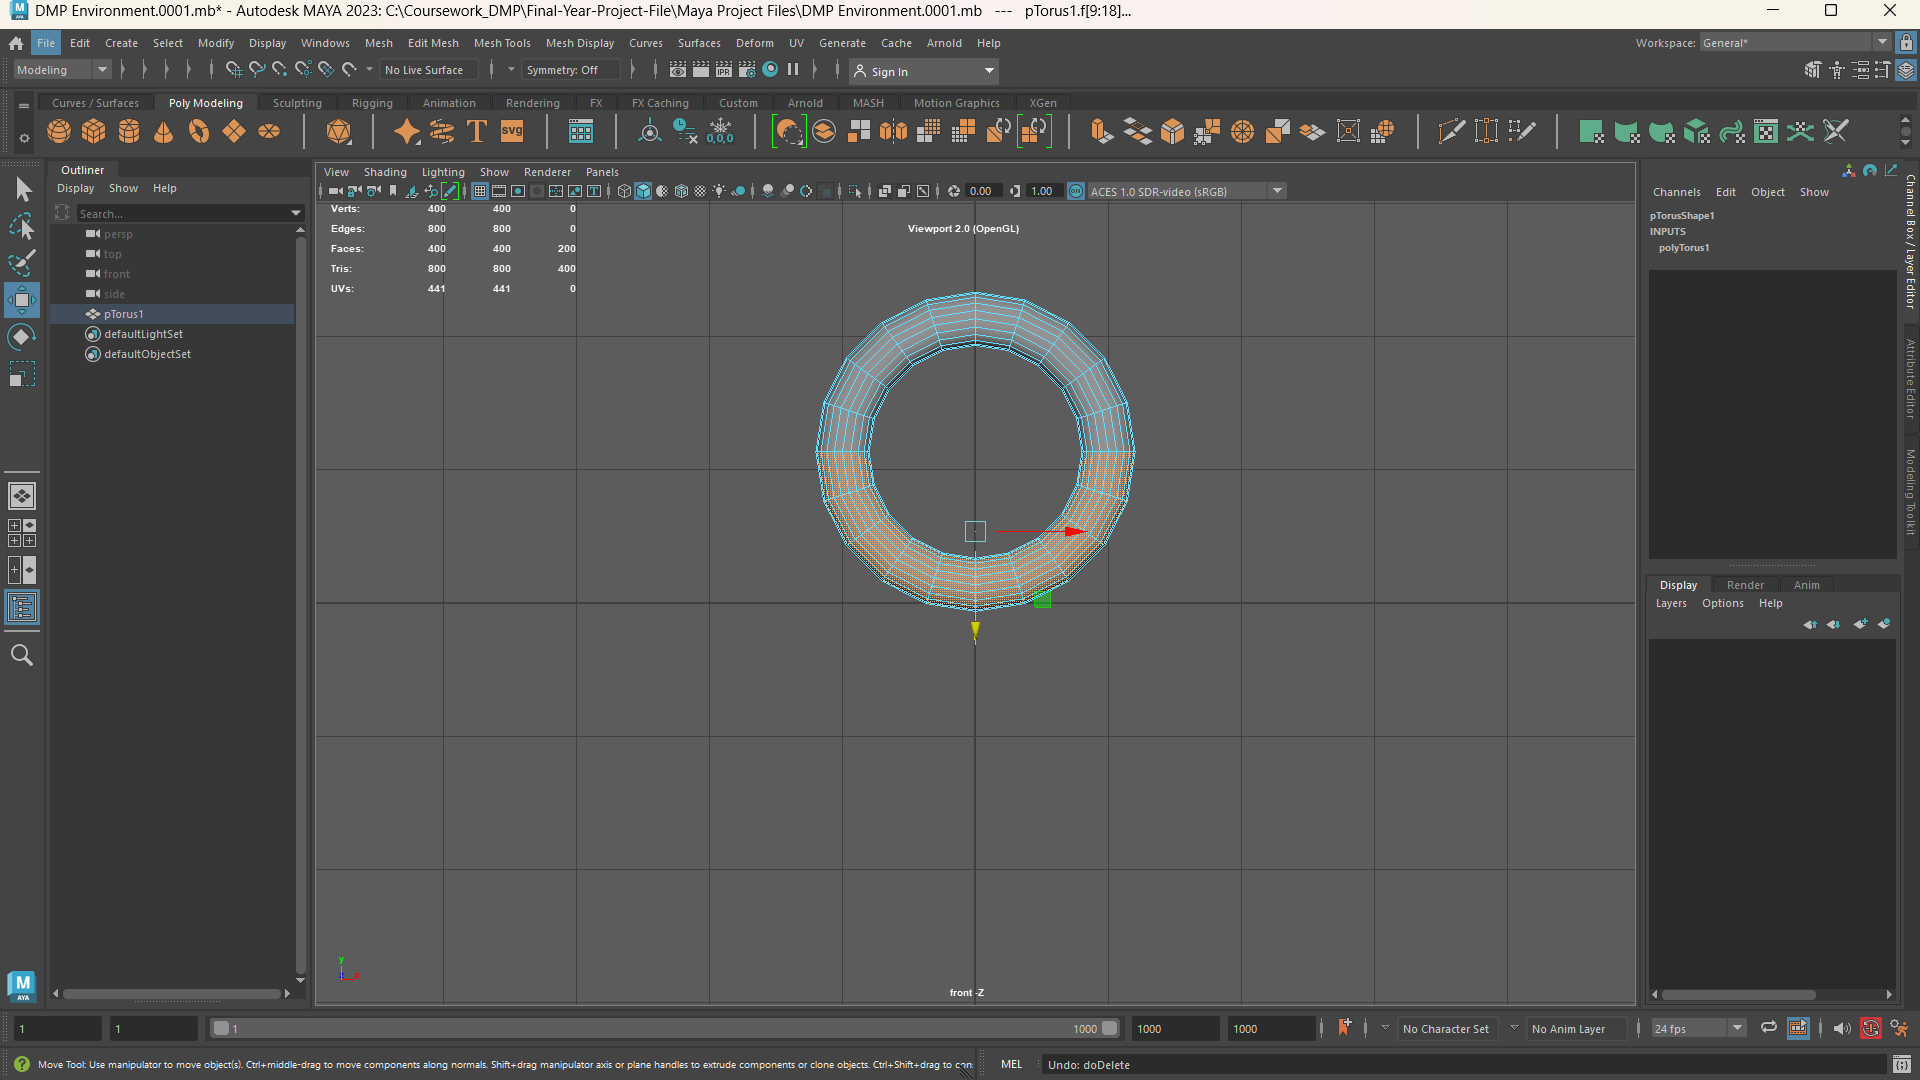 DMP Environment.0001.mb* - Autodesk MAYA 2023: C:\Coursework_DMP\Final-Year-Project-File\Maya Project Files\DMP Environment.0001.mb --- pTorus1.f[9:18]...
File Edit Create Select Modify Display Windows Mesh Edit Mesh Mesh Tools Mesh Display Curves Surfaces Deform UV Generate Cache Arnold Help
Workspace: General*
Modeling
No Live Surface
Symmetry: Off
Sign In
Curves / Surfaces Poly Modeling Sculpting Rigging Animation Rendering FX FX Caching Custom Arnold MASH Motion Graphics XGen
Outliner
Display Show Help
Search...
persp
top
front
side
pTorus1
defaultLightSet
defaultObjectSet
View Shading Lighting Show Renderer Panels
0.00
1.00
ACES 1.0 SDR-video (sRGB)
Verts: 400 400 0
Edges: 800 800 0
Faces: 400 400 200
Tris: 800 800 400
UVs: 441 441 0
Viewport 2.0 (OpenGL)
y
z x
front -Z
Channels Edit Object Show
pTorusShape1
INPUTS
polyTorus1
Channel Box / Layer Editor
Attribute Editor
Modeling Toolkit
Display Render Anim
Layers Options Help
1
1
1
1000
1000
1000
No Character Set
No Anim Layer
24 fps
Move Tool: Use manipulator to move object(s). Ctrl+middle-drag to move components along normals. Shift+drag manipulator axis or plane handles to extrude components or clone objects. Ctrl+Shift+drag to con
MEL
Undo: doDelete